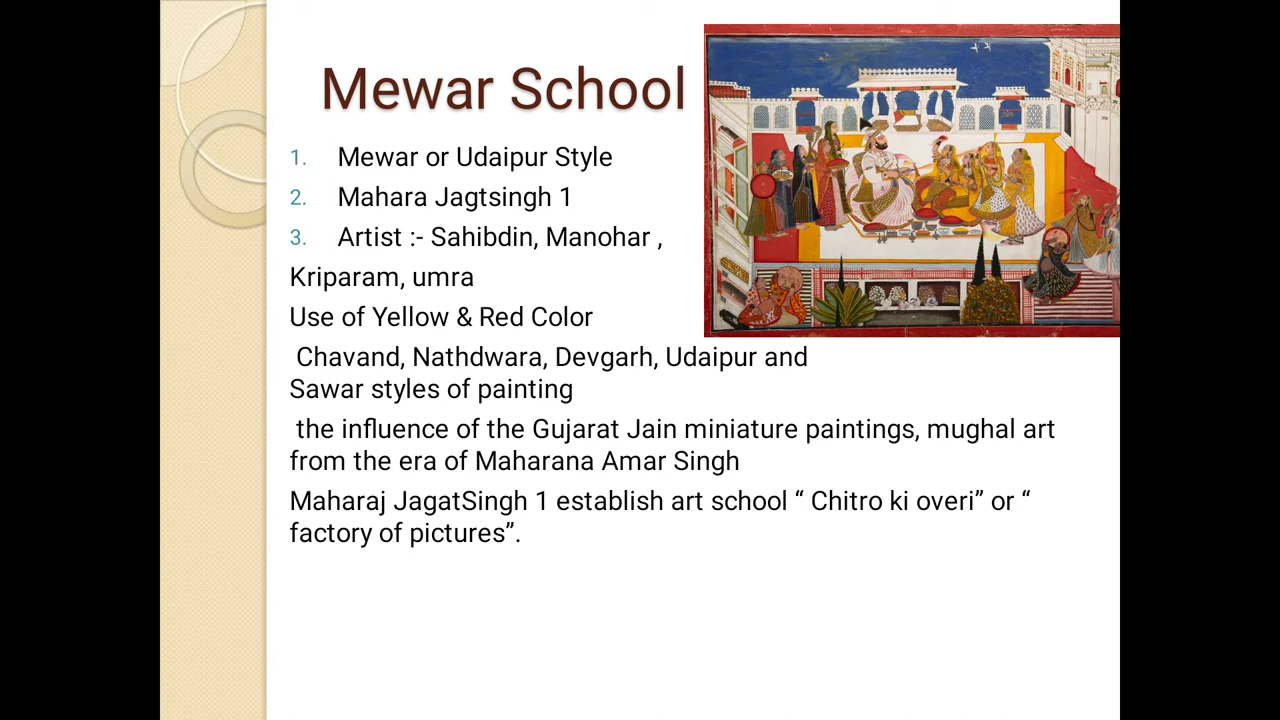 Mewar School
1. Mewar or Udaipur Style
2. Mahara Jagtsingh 1
3. Artist :- Sahibdin, Manohar ,
Kriparam, umra
Use of Yellow & Red Color
Chavand, Nathdwara, Devgarh, Udaipur and
Sawar styles of painting
the influence of the Gujarat Jain miniature paintings, mughal art
from the era of Maharana Amar Singh
Maharaj JagatSingh 1 establish art school “ Chitro ki overi” or “
factory of pictures”.